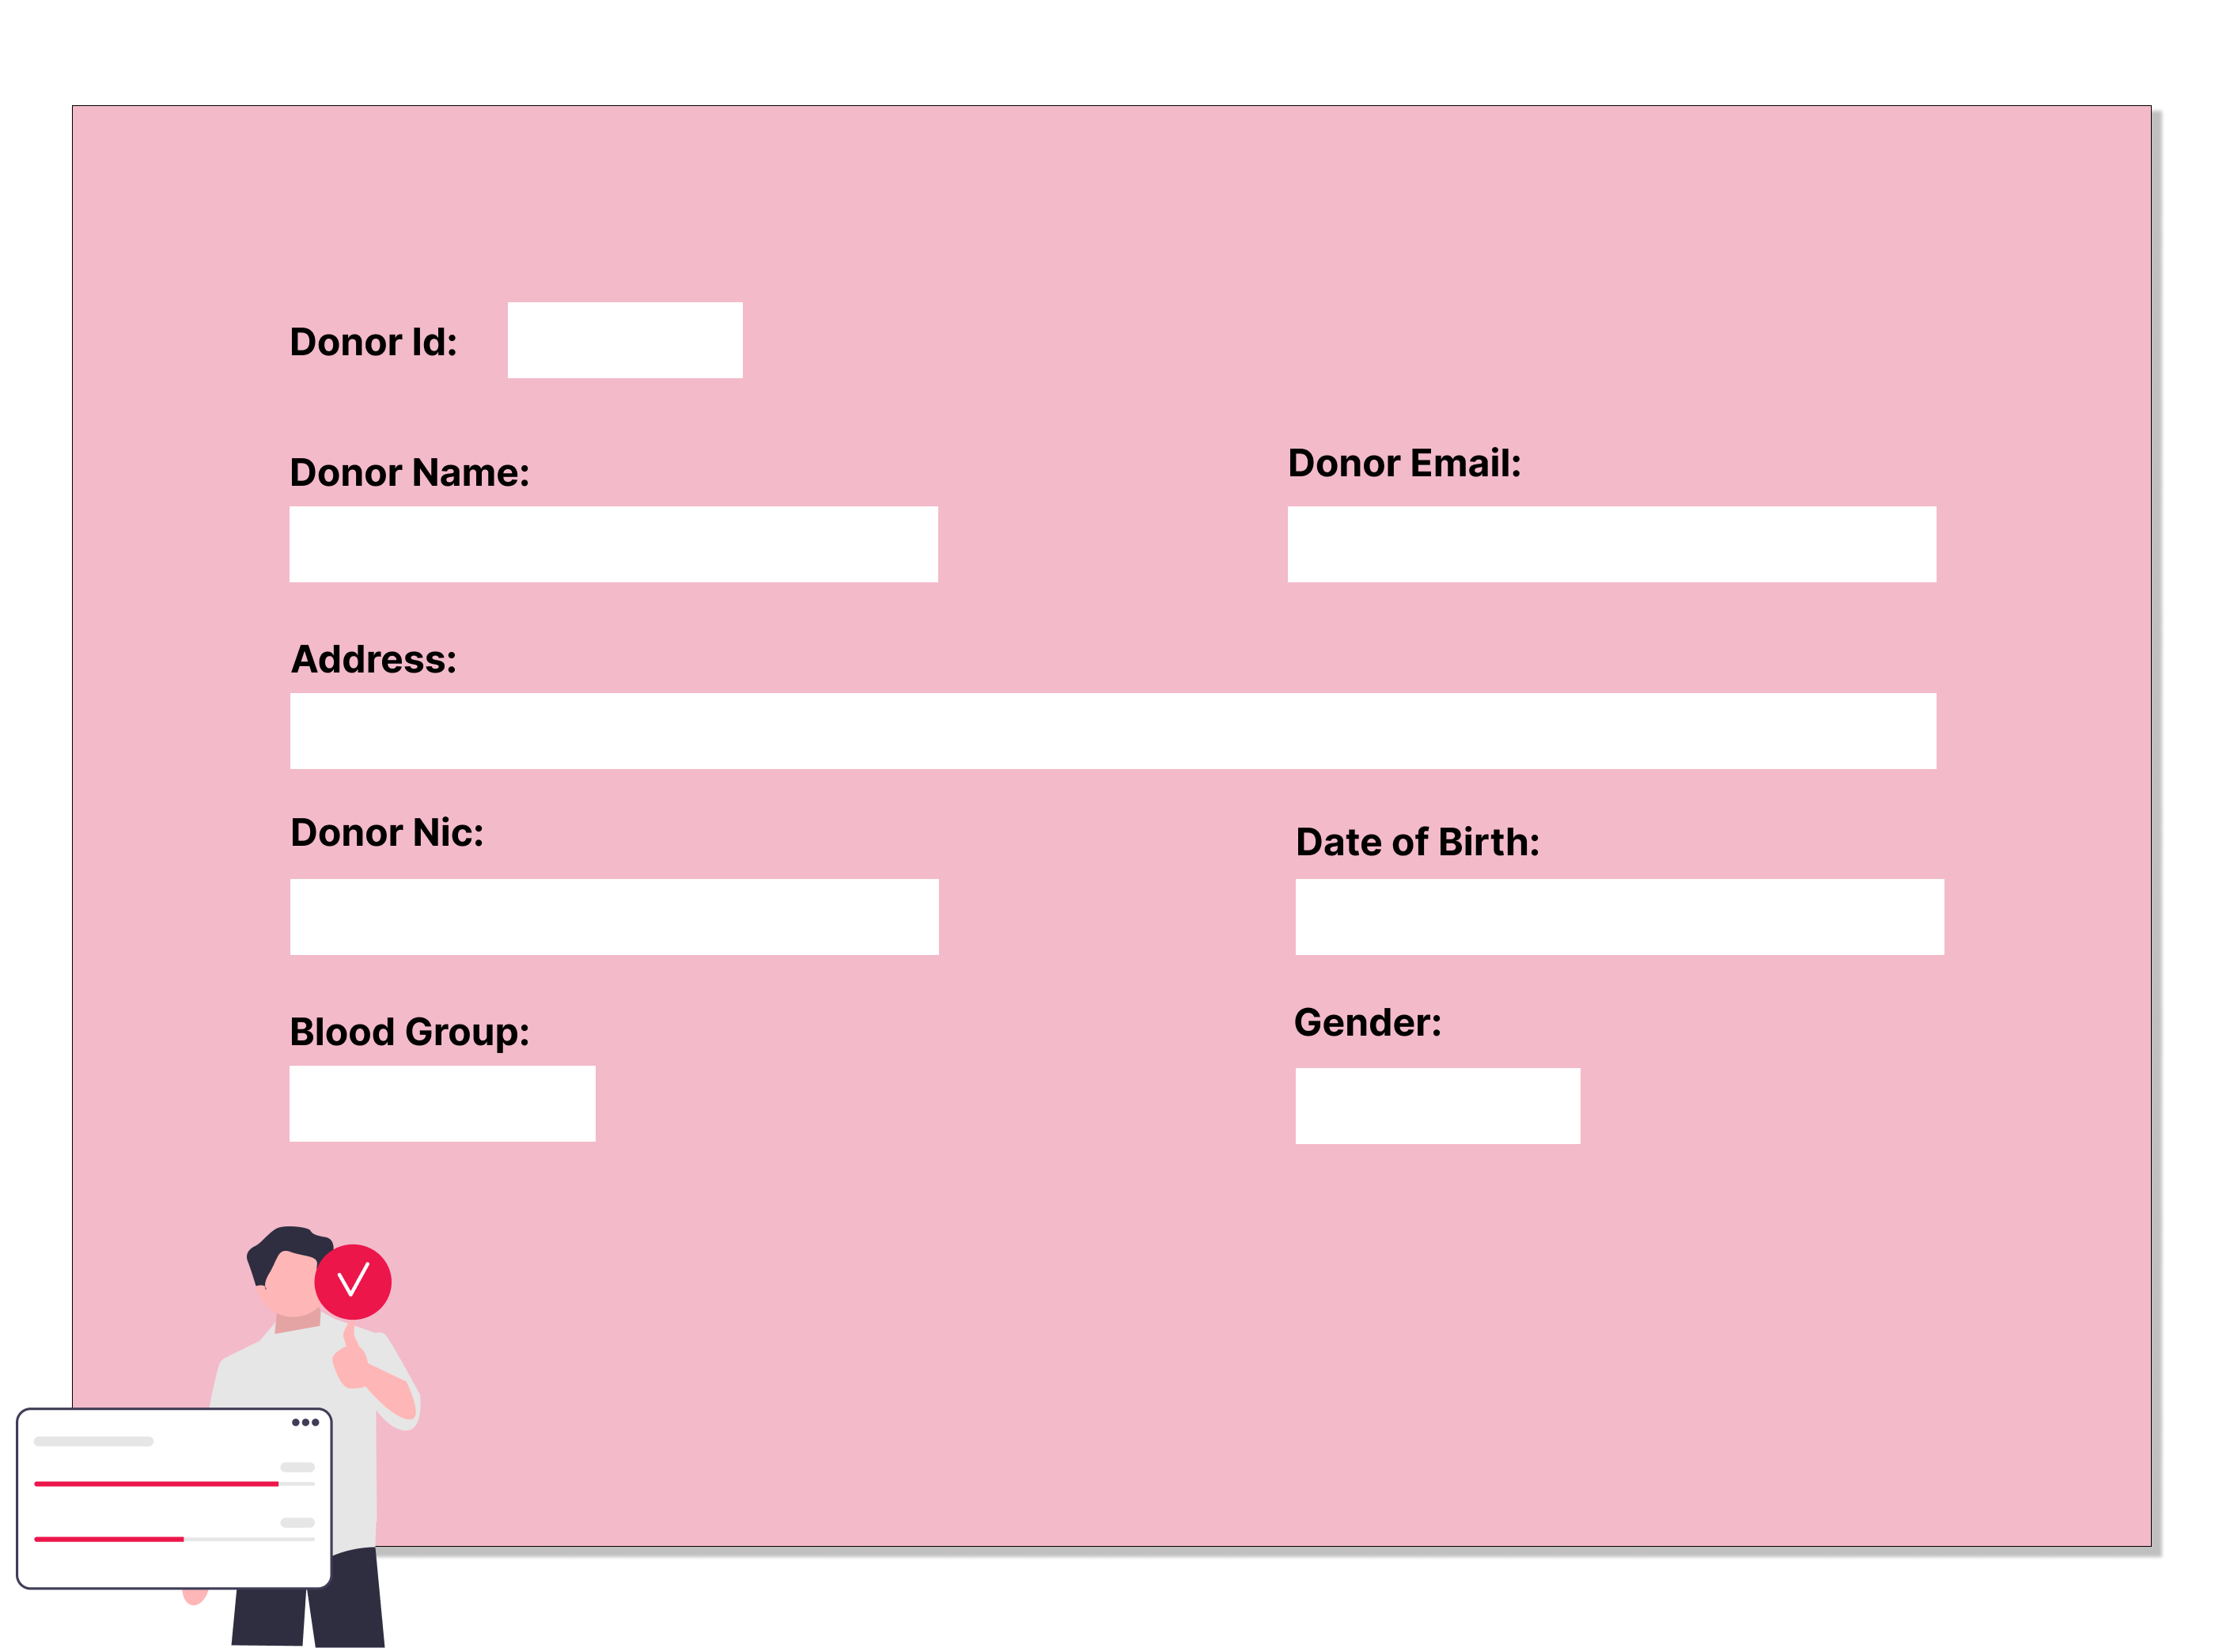 Donor Id:
Donor Name:
Donor Email:
Address:
Donor Nic:
Date of Birth:
Blood Group:
Gender: